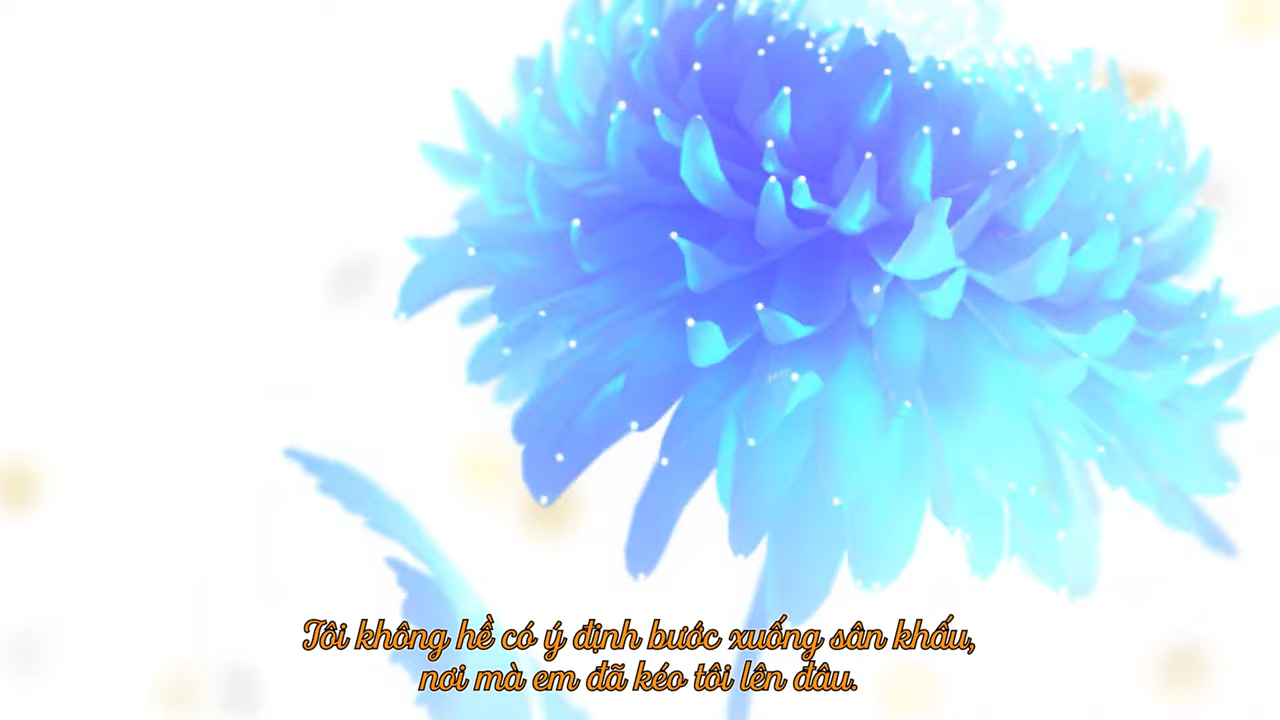 Tôi không hề có ý định bước xuống sân khấu,
nơi mà em đã kéo tôi lên đâu.